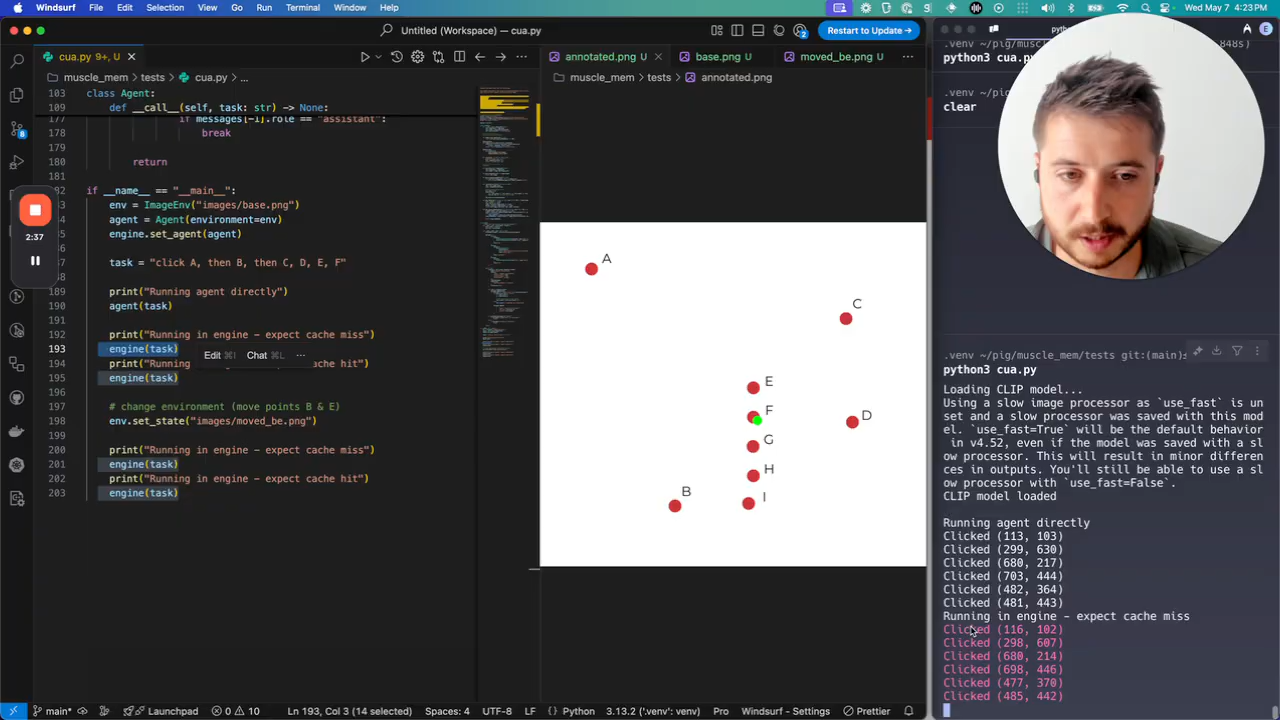 Windsurf File Edit Selection View Go Run Terminal Window Help
Wed May 7 4:23 PM
Untitled (Workspace) — cua.py
Restart to Update →
cua.py 9+, U
annotated.png U
base.png U
moved_be.png U
muscle_mem > tests > cua.py > ...
muscle_mem > tests > annotated.png
103 class Agent:
109 def __call__(self, task: str) -> None:
177 if messages[-1].role == "assistant":
178 break
179
180 return
181
if __name__ == "__main__":
env = ImageEnv("images/base.png")
agent = Agent(environment=env)
engine.set_agent(agent)
task = "click A, then B, then C, D, E, F"
189 print("Running agent directly")
190 agent(task)
191
192 print("Running in engine – expect cache miss")
193 engine(task)
Edit ⌘I Chat ⌘L ...
194 print("Running cache hit")
195 engine(task)
196
197 # change environment (move points B & E)
198 env.set_state("images/moved_be.png")
199
200 print("Running in engine – expect cache miss")
201 engine(task)
202 print("Running in engine – expect cache hit")
203 engine(task)
2:37
A
C
E
F
D
G
H
B
I
python3 cua.p
.venv ~/pi
clear
.venv ~/pig/muscle_mem/tests git:(main)
python3 cua.py
Loading CLIP model...
Using a slow image processor as `use_fast` is un
set and a slow processor was saved with this mod
el. `use_fast=True` will be the default behavior
in v4.52, even if the model was saved with a sl
ow processor. This will result in minor differen
ces in outputs. You'll still be able to use a sl
ow processor with `use_fast=False`.
CLIP model loaded
Running agent directly
Clicked (113, 103)
Clicked (299, 630)
Clicked (680, 217)
Clicked (703, 444)
Clicked (482, 364)
Clicked (481, 443)
Running in engine – expect cache miss
Clicked (116, 102)
Clicked (298, 607)
Clicked (680, 214)
Clicked (698, 446)
Clicked (477, 370)
Clicked (485, 442)
main* Launchpad 0 10 Ln 193, Col 3 (14 selected) Spaces: 4 UTF-8 LF Python 3.13.2 ('.venv': venv) Pro Windsurf - Settings Prettier